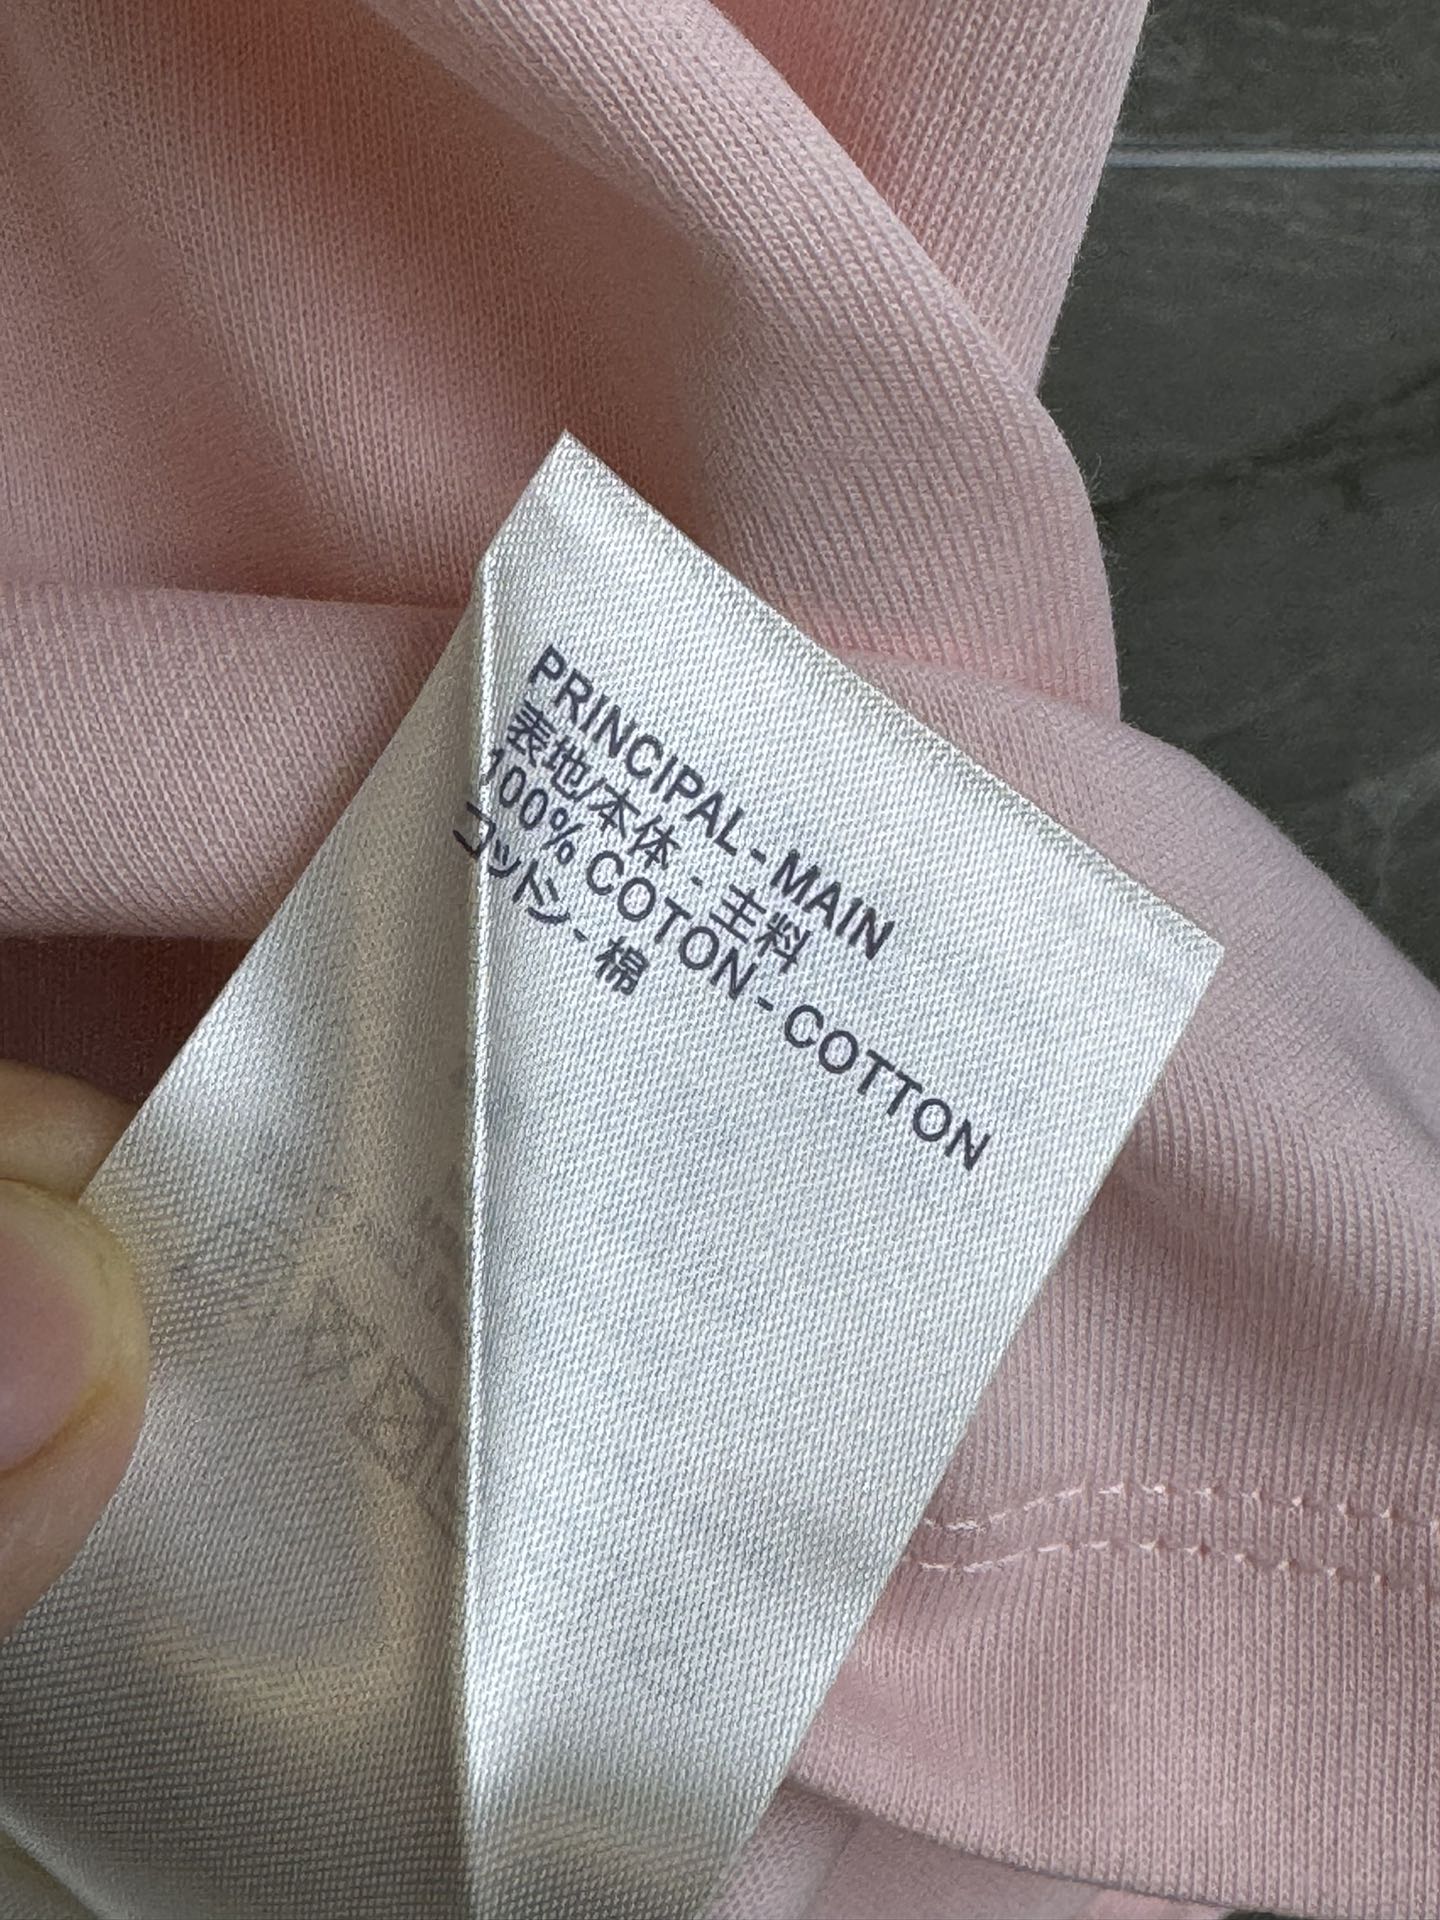 PRINCIPAL - MAIN
表地/本体 - 主料
100% COTON - COTTON
コットン - 棉